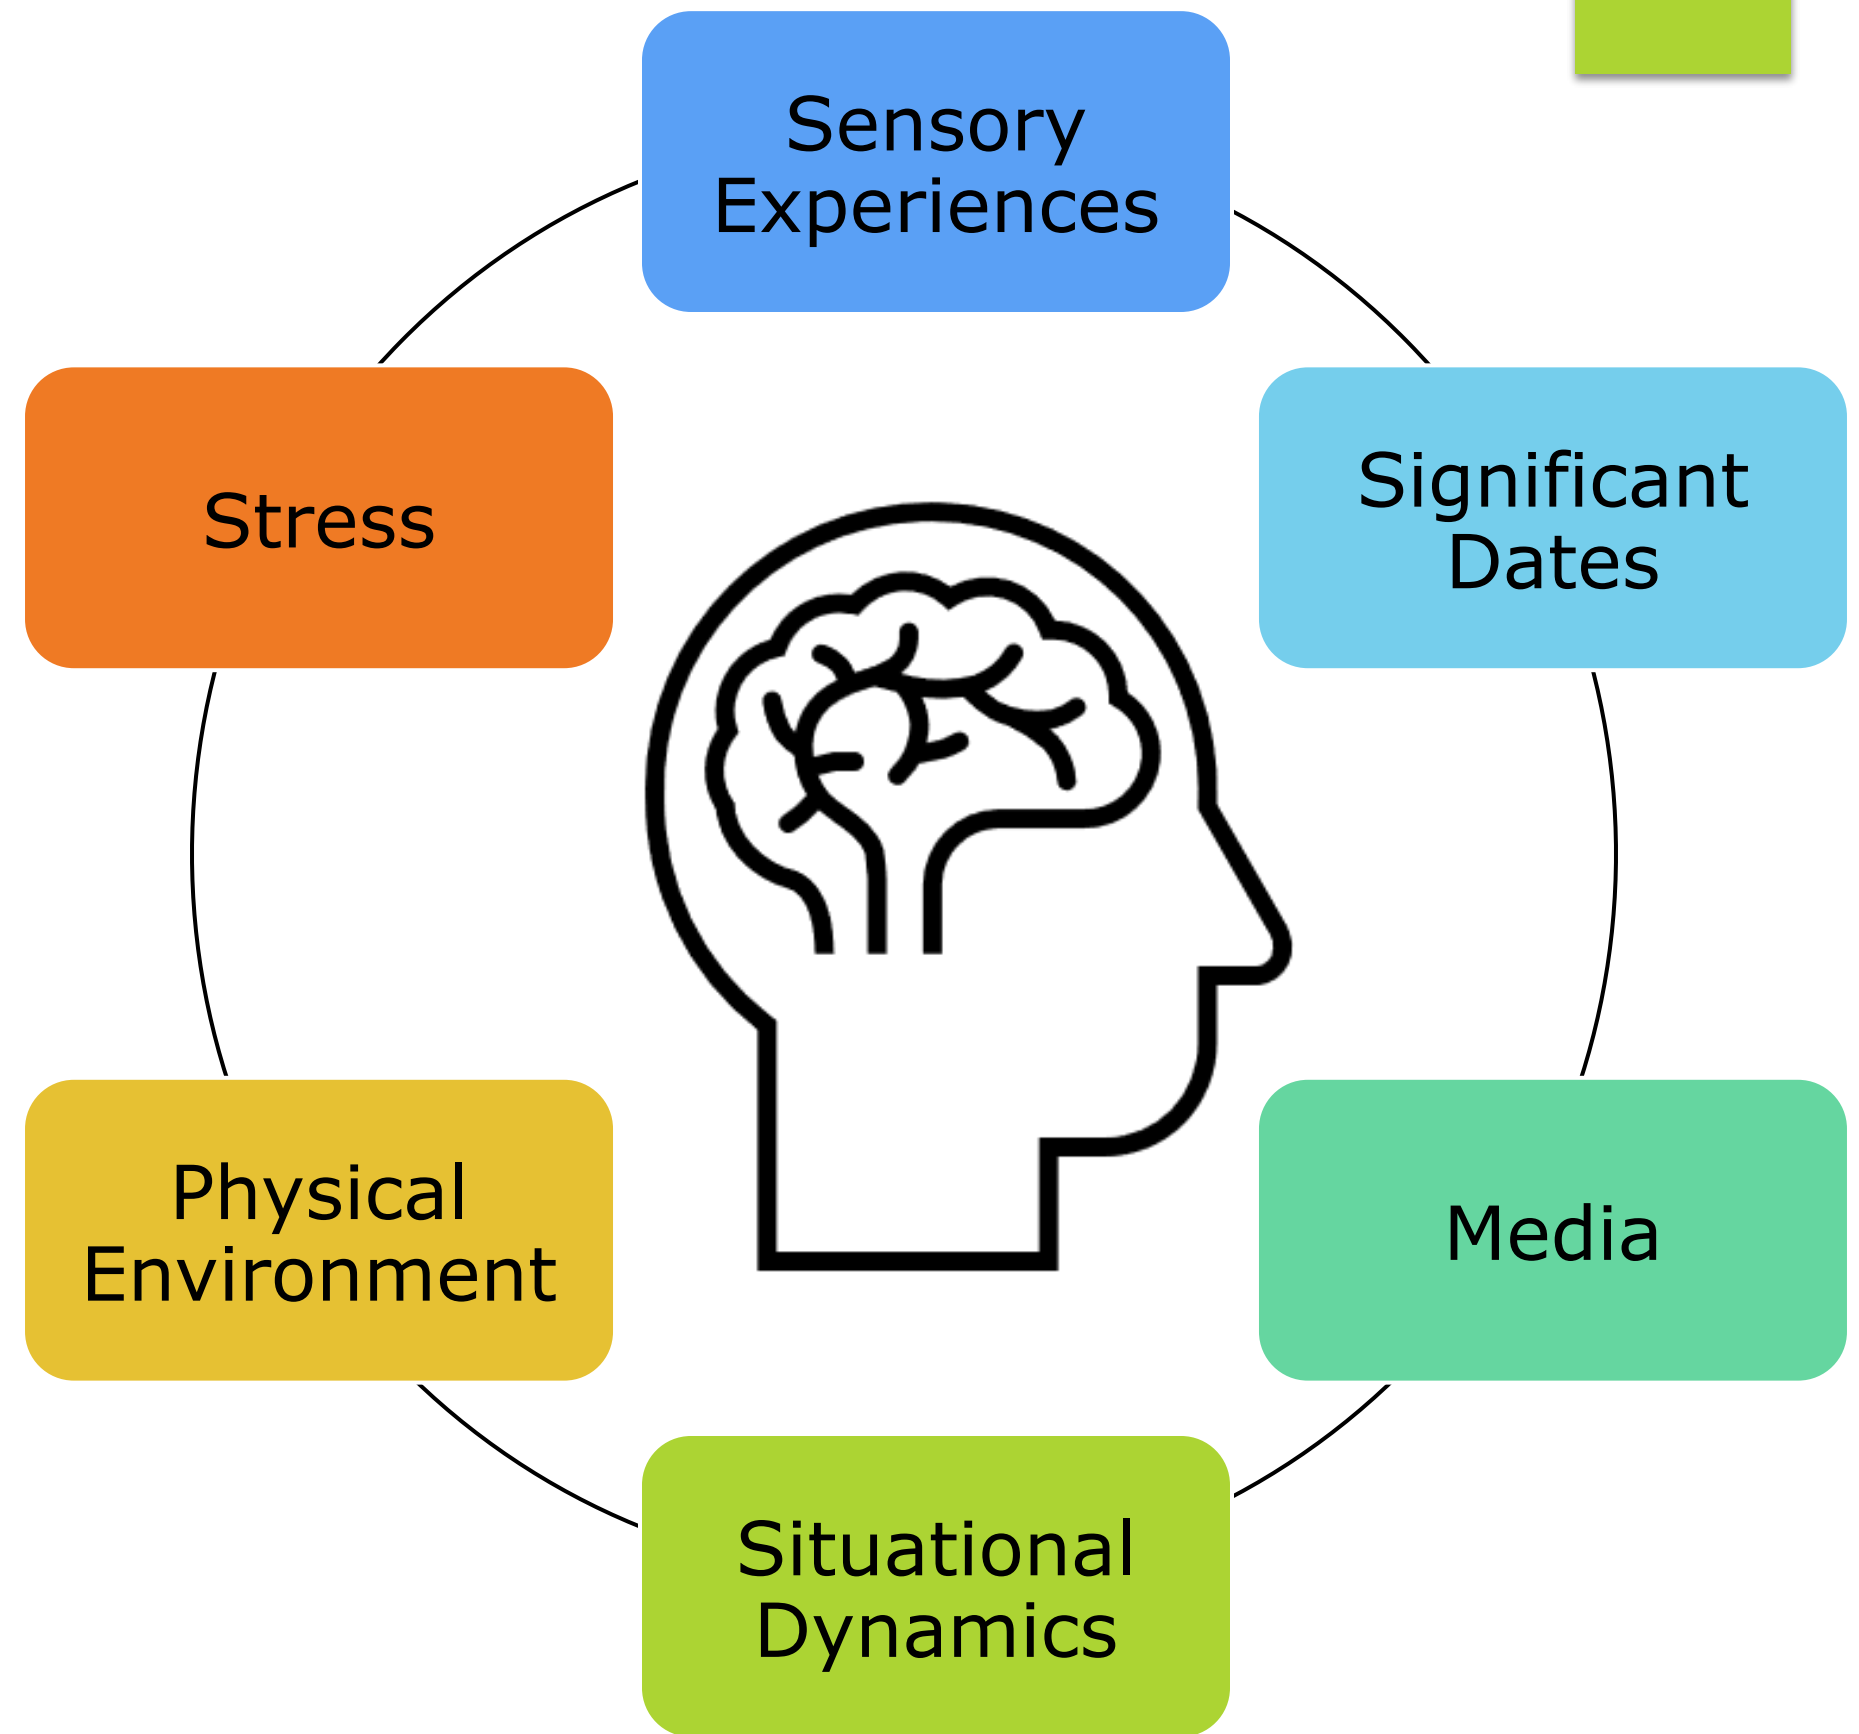 Sensory
Experiences
Significant
Dates
Media
Situational
Dynamics
Physical
Environment
Stress